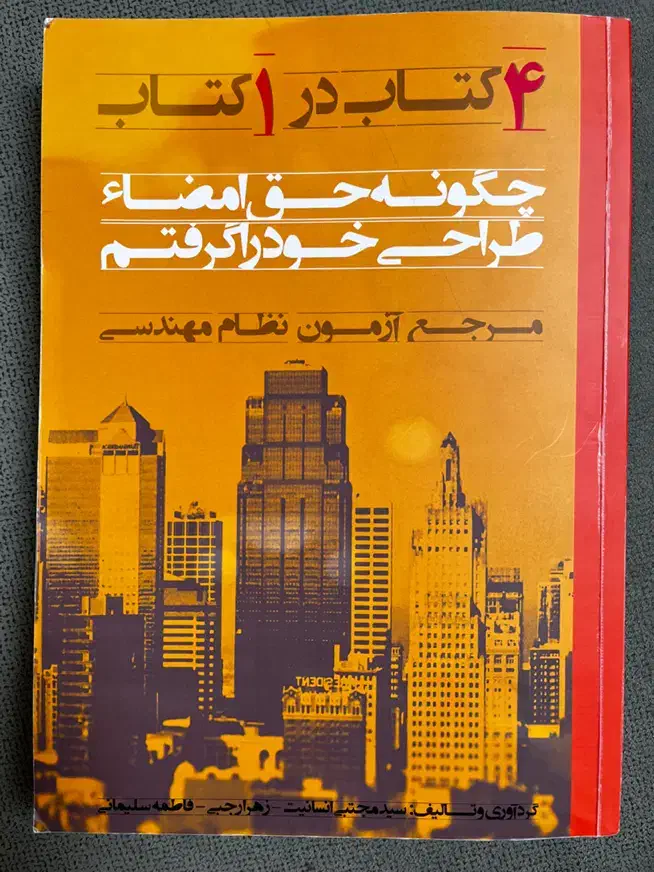 ۴ کتاب در ۱ کتاب
چگونه حق امضاء
طراحی خود را گرفتم
مرجع آزمون نظام مهندسی
PRESIDENT
گردآوری و تالیف: سید مجتبی انسانیت - زهرا رجبی - فاطمه سلیمانی